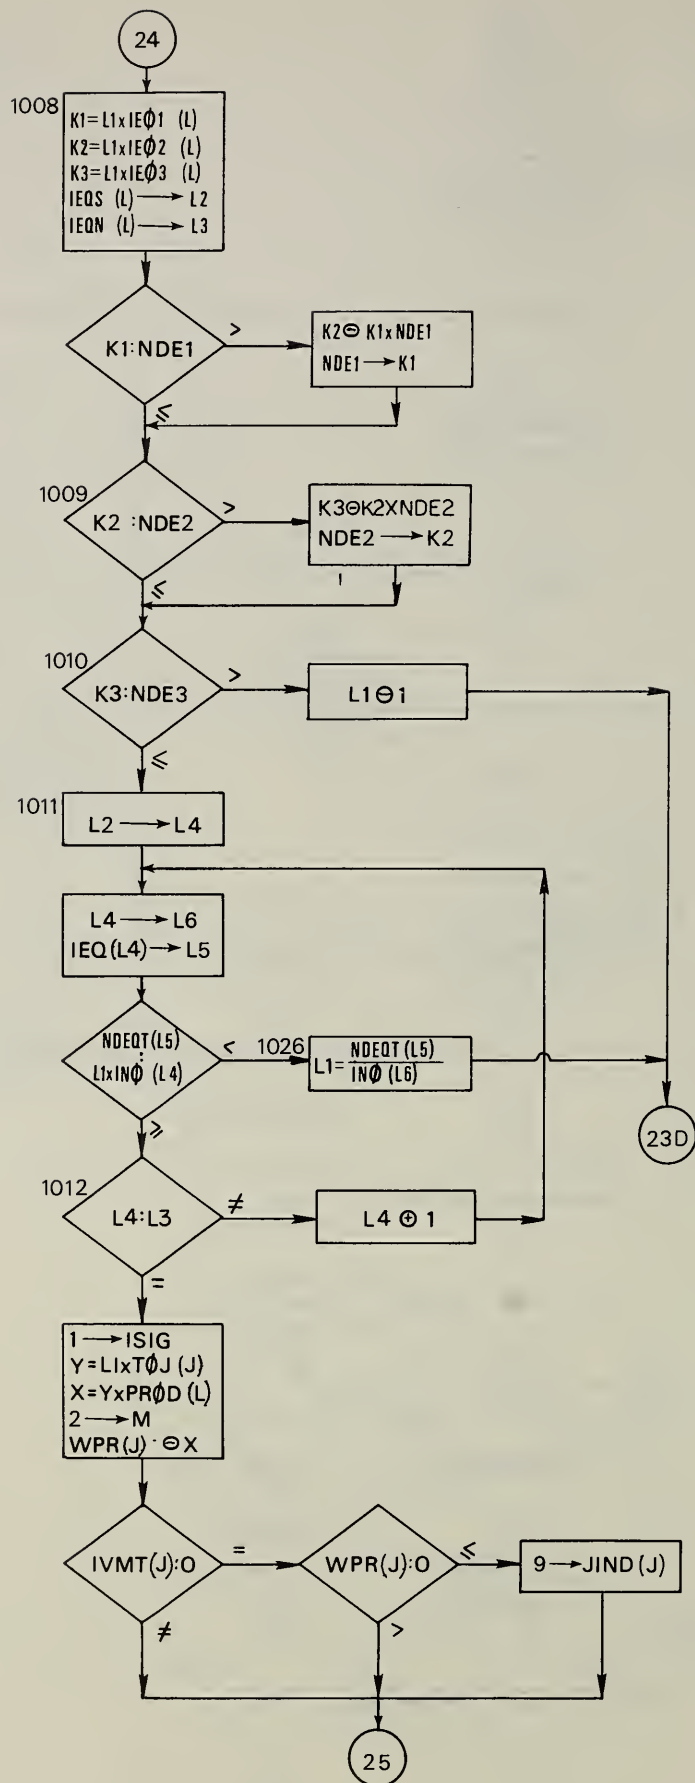 24
1008
K1=L1xIEØ1 (L)
K2=L1xIEØ2 (L)
K3=L1xIEØ3 (L)
IEQS (L) → L2
IEQN (L) → L3
K1:NDE1
>
K2 ⊖ K1xNDE1
NDE1 → K1
≤
1009
K2 :NDE2
>
K3⊖K2XNDE2
NDE2 → K2
≤
1010
K3:NDE3
>
L1 ⊖ 1
≤
1011
L2 → L4
L4 → L6
IEQ(L4) → L5
NDEQT(L5)
:
L1xINØ (L4)
<
1026
L1= NDEQT (L5)
INØ (L6)
≥
23D
1012
L4:L3
≠
L4 ⊕ 1
=
1 → ISIG
Y=LIxTØJ (J)
X=YxPRØD (L)
2 → M
WPR(J) ⊖ X
IVMT(J):O
=
WPR(J):O
≤
9 → JIND (J)
≠
>
25